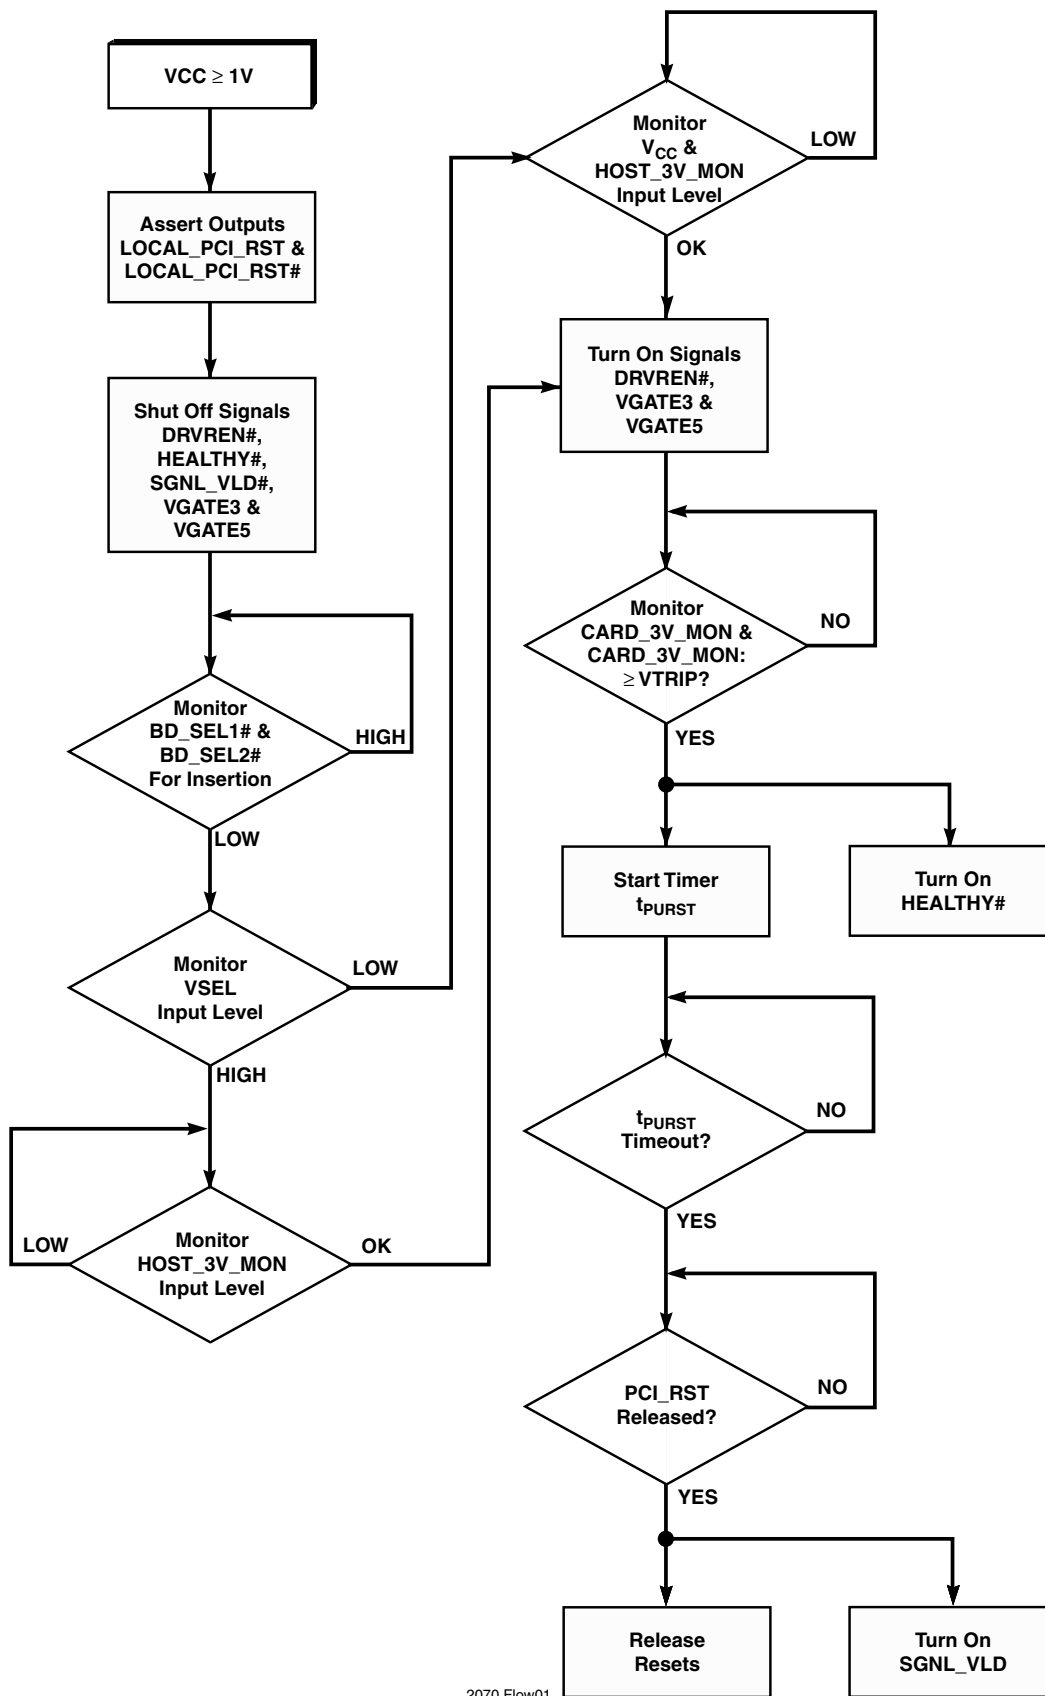 VCC ≥ 1V
Assert Outputs
LOCAL_PCI_RST &
LOCAL_PCI_RST#
Shut Off Signals
DRVREN#,
HEALTHY#,
SGNL_VLD#,
VGATE3 &
VGATE5
Monitor
BD_SEL1# &
BD_SEL2#
For Insertion
HIGH
LOW
Monitor
VSEL
Input Level
LOW
HIGH
Monitor
HOST_3V_MON
Input Level
LOW
OK
Monitor
VCC &
HOST_3V_MON
Input Level
LOW
OK
Turn On Signals
DRVREN#,
VGATE3 &
VGATE5
Monitor
CARD_3V_MON &
CARD_3V_MON:
≥ VTRIP?
NO
YES
Start Timer
tPURST
Turn On
HEALTHY#
tPURST
Timeout?
NO
YES
PCI_RST
Released?
NO
YES
Release
Resets
Turn On
SGNL_VLD
2070 Flow01